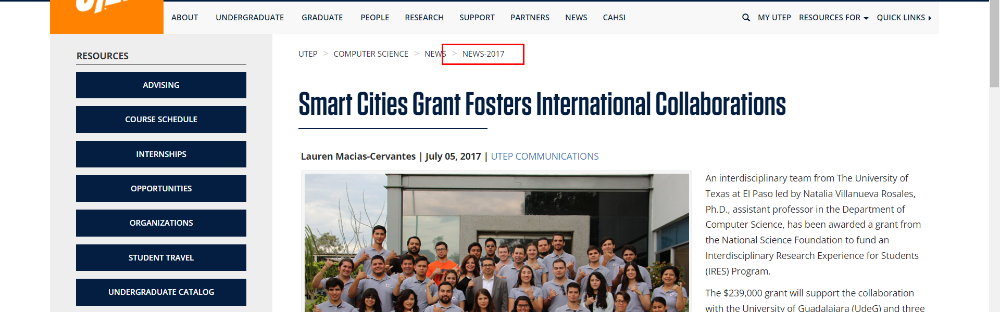 ABOUT UNDERGRADUATE GRADUATE PEOPLE RESEARCH SUPPORT PARTNERS NEWS CAHSI MY UTEP RESOURCES FOR QUICK LINKS
RESOURCES
ADVISING
COURSE SCHEDULE
INTERNSHIPS
OPPORTUNITIES
ORGANIZATIONS
STUDENT TRAVEL
UNDERGRADUATE CATALOG
UTEP > COMPUTER SCIENCE > NEWS > NEWS-2017
Smart Cities Grant Fosters International Collaborations
Lauren Macias-Cervantes | July 05, 2017 | UTEP COMMUNICATIONS
An interdisciplinary team from The University of
Texas at El Paso led by Natalia Villanueva Rosales,
Ph.D., assistant professor in the Department of
Computer Science, has been awarded a grant from
the National Science Foundation to fund an
Interdisciplinary Research Experience for Students
(IRES) Program.
The $239,000 grant will support the collaboration
with the University of Guadalajara (UdeG) and three